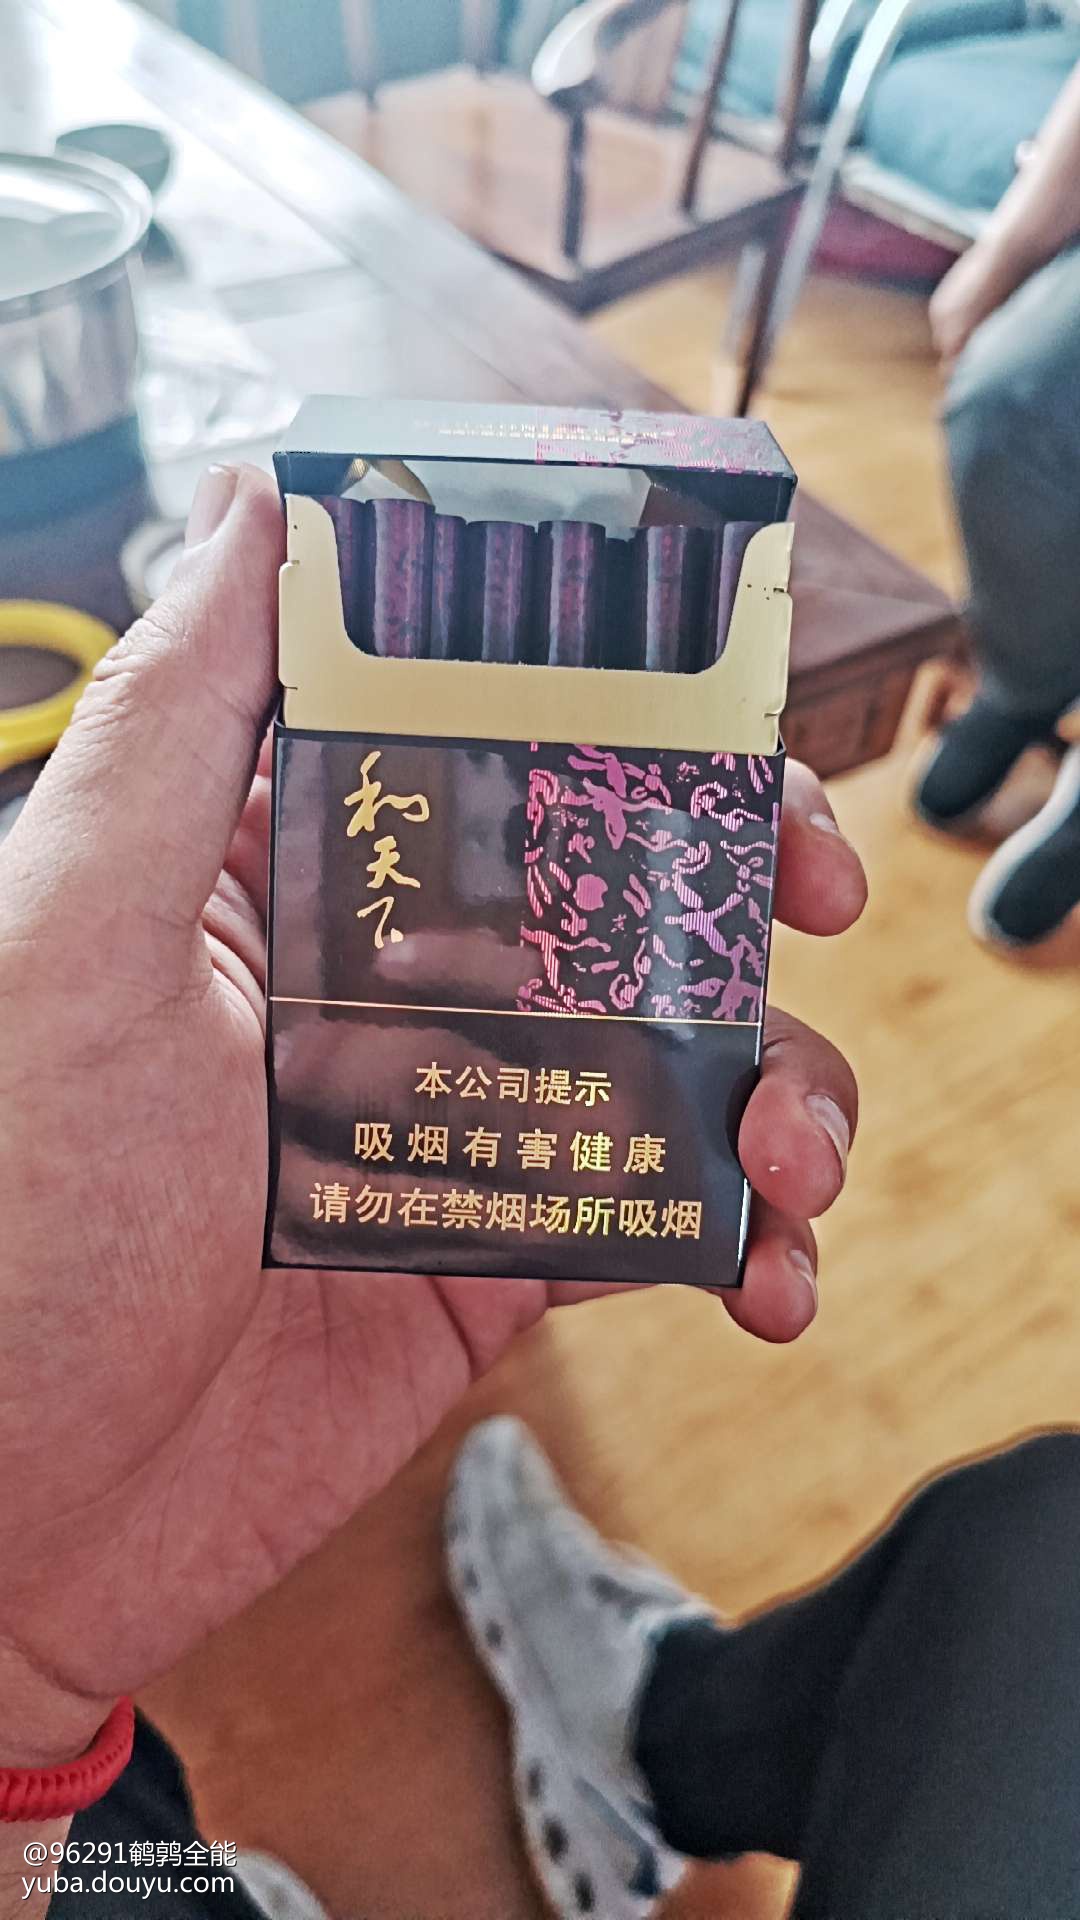 和天下
本公司提示
吸烟有害健康
请勿在禁烟场所吸烟
@96291鹌鹑全能
yuba.douyu.com